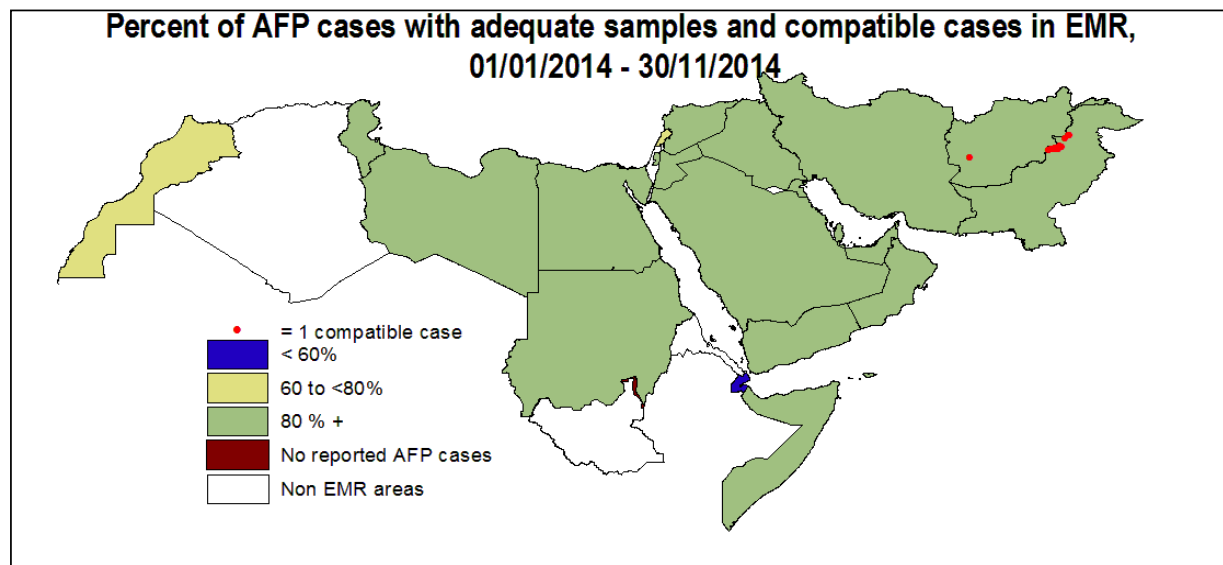 Percent of AFP cases with adequate samples and compatible cases in EMR,
01/01/2014 - 30/11/2014
= 1 compatible case
< 60%
60 to <80%
80 % +
No reported AFP cases
Non EMR areas